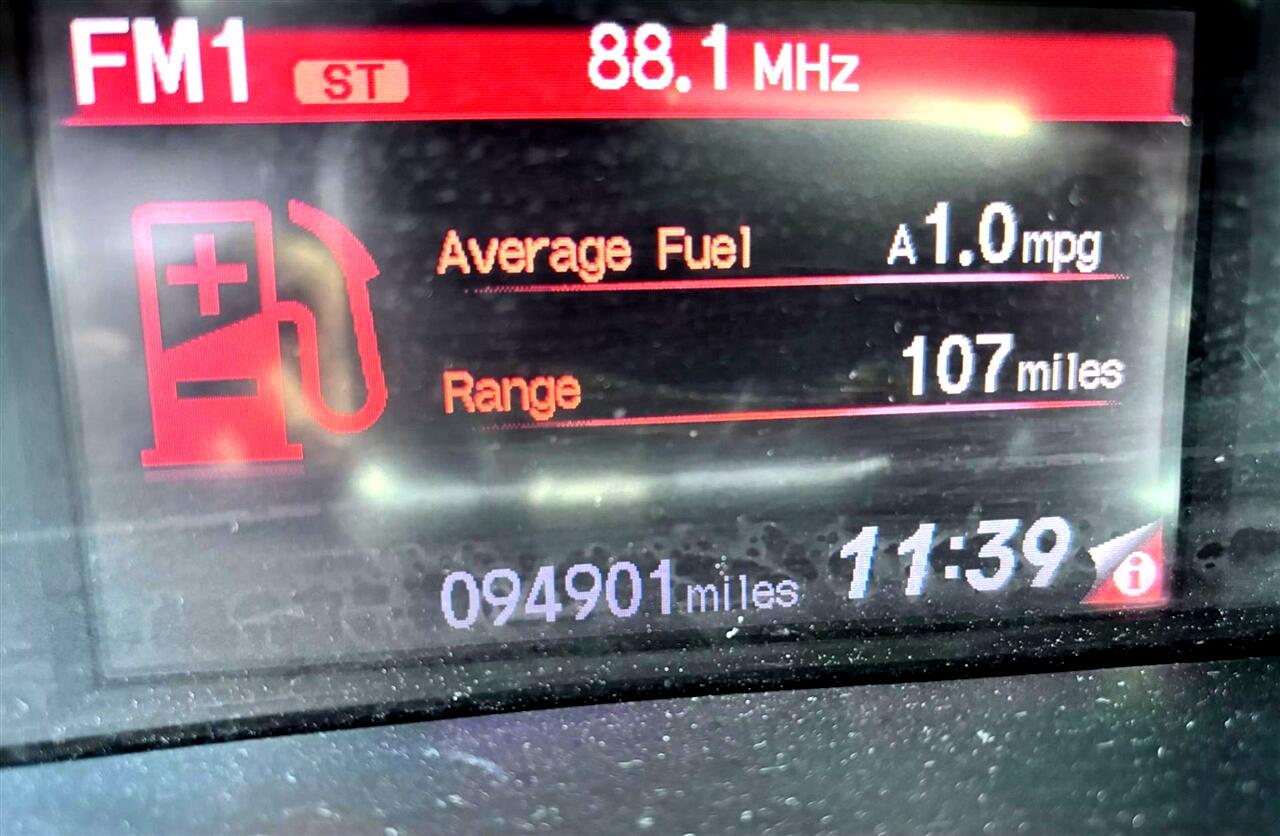 FM1 ST 88.1 MHz
Average Fuel A 1.0 mpg
Range 107 miles
094901 miles 11:39 i